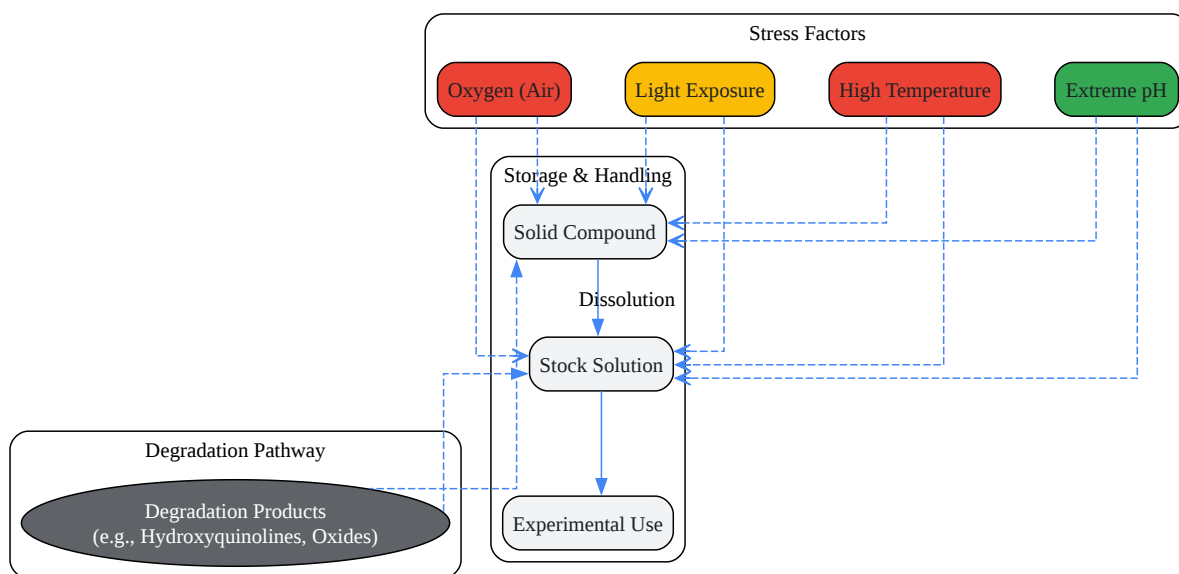 Stress Factors
Oxygen (Air)
Light Exposure
High Temperature
Extreme pH
Storage & Handling
Solid Compound
Dissolution
Stock Solution
Experimental Use
Degradation Pathway
Degradation Products
(e.g., Hydroxyquinolines, Oxides)